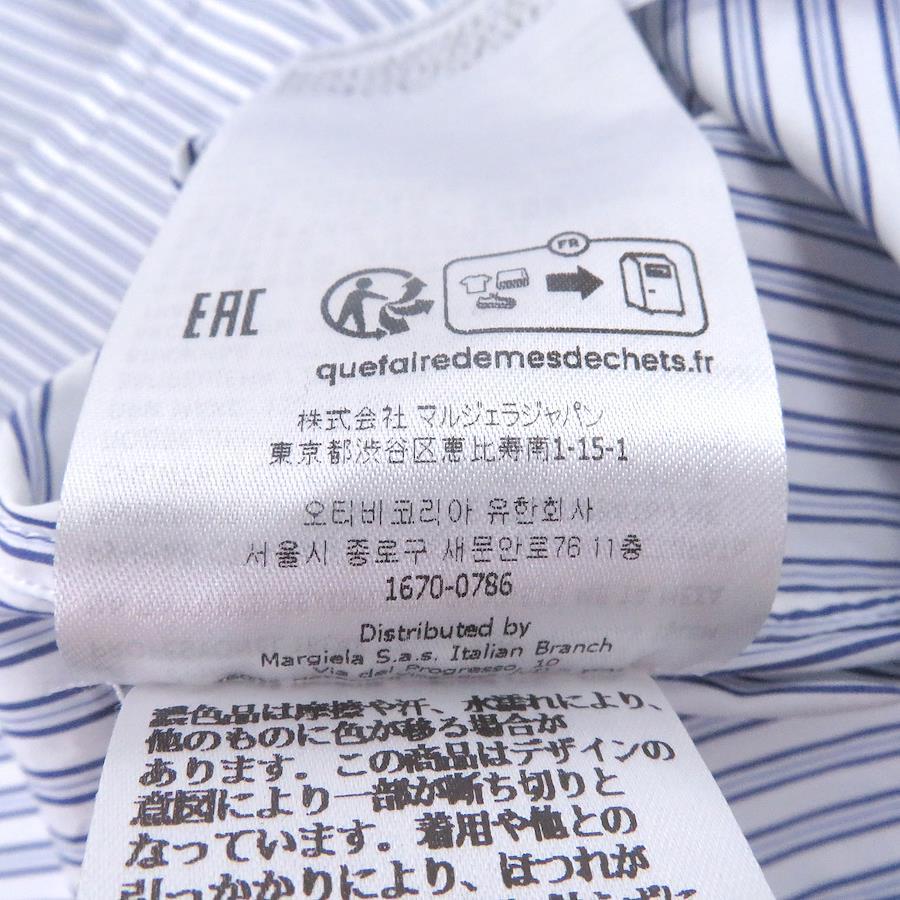 EAC
FR
quefairedemesdechets.fr
株式会社 マルジェラジャパン
東京都渋谷区恵比寿南1-15-1
오티비코리아 유한회사
서울시 종로구 새문안로76 11층
1670-0786
Distributed by
Margiela S.a.s. Italian Branch
Via del Progresso, 10
濃色品は摩擦や汗、水濡れにより、
他のものに色が移る場合が
あります。この商品はデザインの
意図により一部が断ち切りと
なっています。着用や他との
引っかかりにより、ほつれが